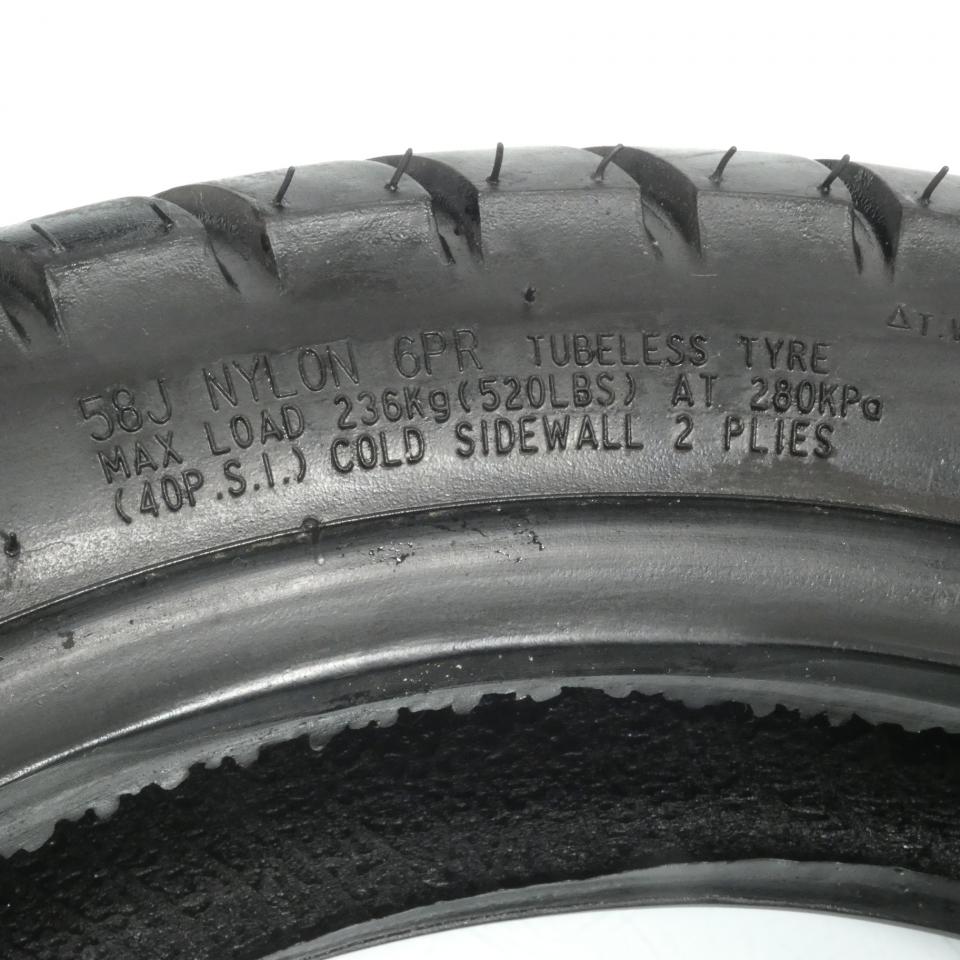 58J NYLON 6PR TUBELESS TYRE
MAX LOAD 236Kg(520LBS) AT 280KPa
(40P.S.I.) COLD SIDEWALL 2 PLIES
△T.